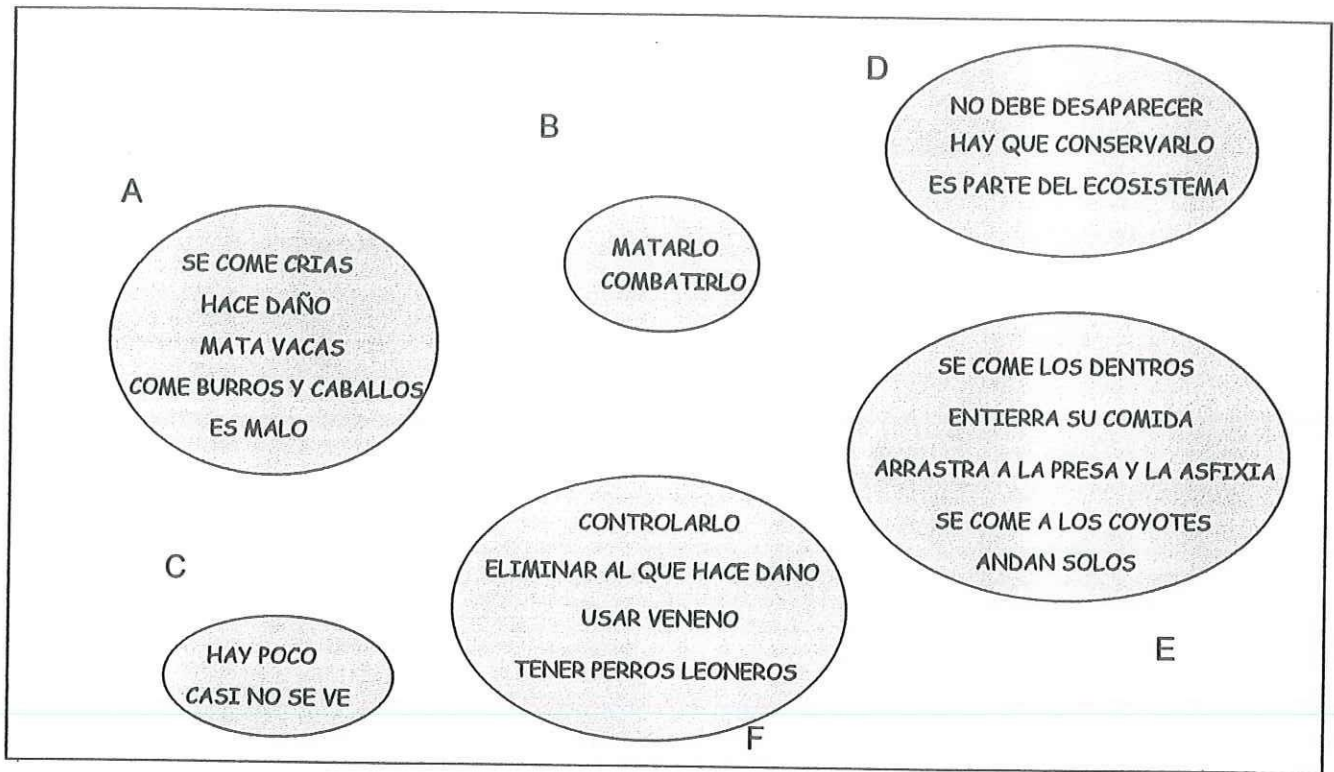 A
SE COME CRIAS
HACE DAÑO
MATA VACAS
COME BURROS Y CABALLOS
ES MALO
B
MATARLO
COMBATIRLO
C
HAY POCO
CASI NO SE VE
D
NO DEBE DESAPARECER
HAY QUE CONSERVARLO
ES PARTE DEL ECOSISTEMA
SE COME LOS DENTROS
ENTIERRA SU COMIDA
ARRASTRA A LA PRESA Y LA ASFIXIA
SE COME A LOS COYOTES
ANDAN SOLOS
E
CONTROLARLO
ELIMINAR AL QUE HACE DANO
USAR VENENO
TENER PERROS LEONEROS
F